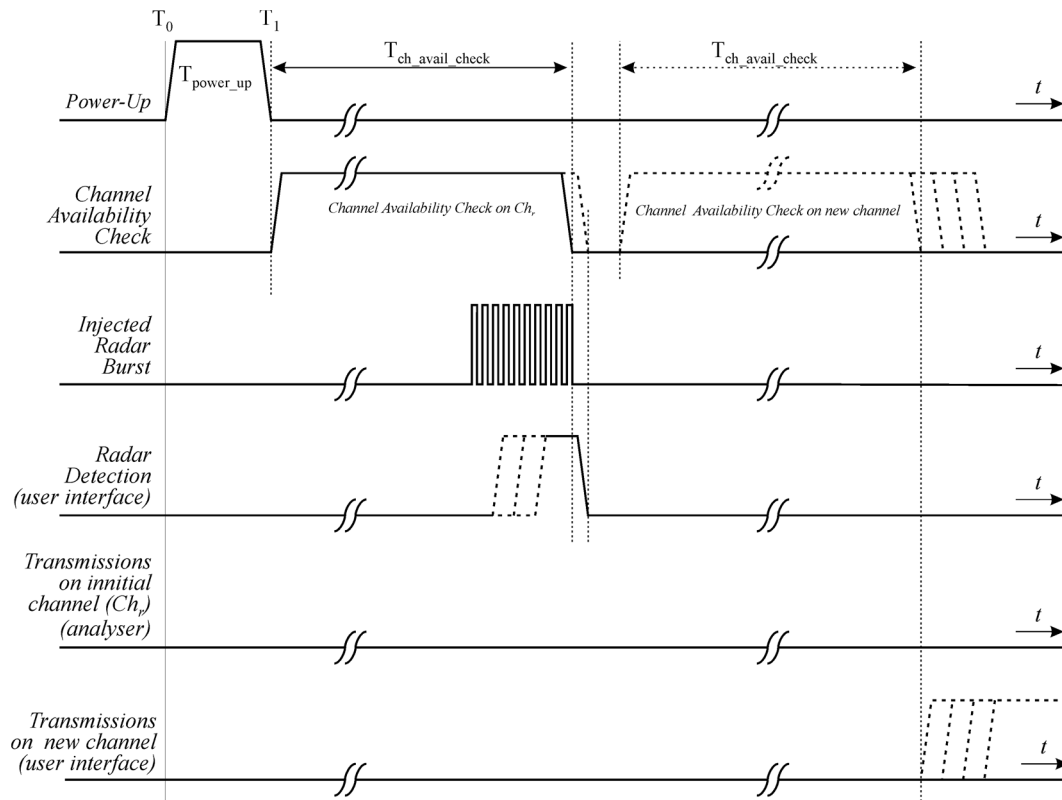 T0
T1
Tch_avail_check
Tch_avail_check
Tpower_up
Power-Up
t
Channel
Availability
Check
Channel Availability Check on Chr
Channel Availability Check on new channel
t
Injected
Radar
Burst
t
Radar
Detection
(user interface)
t
Transmissions
on innitial
channel (Chr)
(analyser)
t
Transmissions
on new channel
(user interface)
t